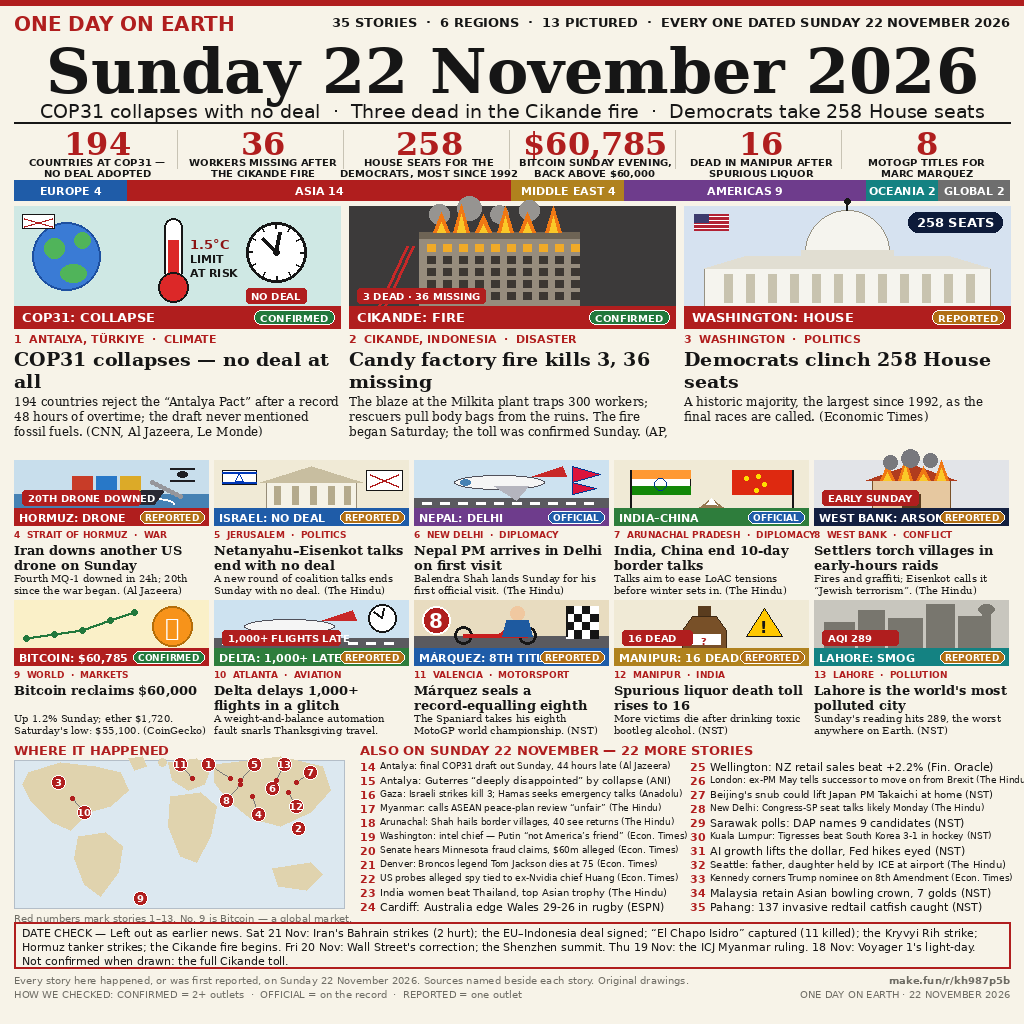 ONE DAY ON EARTH
35 STORIES · 6 REGIONS · 13 PICTURED · EVERY ONE DATED SUNDAY 22 NOVEMBER 2026
Sunday 22 November 2026
COP31 collapses with no deal · Three dead in the Cikande fire · Democrats take 258 House seats
194
COUNTRIES AT COP31 —
NO DEAL ADOPTED
36
WORKERS MISSING AFTER
THE CIKANDE FIRE
258
HOUSE SEATS FOR THE
DEMOCRATS, MOST SINCE 1992
$60,785
BITCOIN SUNDAY EVENING,
BACK ABOVE $60,000
16
DEAD IN MANIPUR AFTER
SPURIOUS LIQUOR
8
MOTOGP TITLES FOR
MARC MARQUEZ
EUROPE 4
ASIA 14
MIDDLE EAST 4
AMERICAS 9
OCEANIA 2
GLOBAL 2
1.5°C
LIMIT
AT RISK
NO DEAL
COP31: COLLAPSE
CONFIRMED
1 ANTALYA, TÜRKIYE · CLIMATE
COP31 collapses — no deal at
all
194 countries reject the “Antalya Pact” after a record
48 hours of overtime; the draft never mentioned
fossil fuels. (CNN, Al Jazeera, Le Monde)
3 DEAD · 36 MISSING
CIKANDE: FIRE
CONFIRMED
2 CIKANDE, INDONESIA · DISASTER
Candy factory fire kills 3, 36
missing
The blaze at the Milkita plant traps 300 workers;
rescuers pull body bags from the ruins. The fire
began Saturday; the toll was confirmed Sunday. (AP,
258 SEATS
WASHINGTON: HOUSE
REPORTED
3 WASHINGTON · POLITICS
Democrats clinch 258 House
seats
A historic majority, the largest since 1992, as the
final races are called. (Economic Times)
20TH DRONE DOWNED
HORMUZ: DRONE
REPORTED
4 STRAIT OF HORMUZ · WAR
Iran downs another US
drone on Sunday
Fourth MQ-1 downed in 24h; 20th
since the war began. (Al Jazeera)
ISRAEL: NO DEAL
REPORTED
5 JERUSALEM · POLITICS
Netanyahu–Eisenkot talks
end with no deal
A new round of coalition talks ends
Sunday with no deal. (The Hindu)
NEPAL: DELHI
OFFICIAL
6 NEW DELHI · DIPLOMACY
Nepal PM arrives in Delhi
on first visit
Balendra Shah lands Sunday for his
first official visit. (The Hindu)
INDIA–CHINA
OFFICIAL
7 ARUNACHAL PRADESH · DIPLOMACY
India, China end 10-day
border talks
Talks aim to ease LoAC tensions
before winter sets in. (The Hindu)
EARLY SUNDAY
WEST BANK: ARSON
REPORTED
8 WEST BANK · CONFLICT
Settlers torch villages in
early-hours raids
Fires and graffiti; Eisenkot calls it
“Jewish terrorism”. (The Hindu)
BITCOIN: $60,785
CONFIRMED
9 WORLD · MARKETS
Bitcoin reclaims $60,000
Up 1.2% Sunday; ether $1,720.
Saturday's low: $55,100. (CoinGecko)
1,000+ FLIGHTS LATE
DELTA: 1,000+ LATE
REPORTED
10 ATLANTA · AVIATION
Delta delays 1,000+
flights in a glitch
A weight-and-balance automation
fault snarls Thanksgiving travel.
8
MÁRQUEZ: 8TH TITL
REPORTED
11 VALENCIA · MOTORSPORT
Márquez seals a
record-equalling eighth
The Spaniard takes his eighth
MotoGP world championship. (NST)
16 DEAD
?
!
MANIPUR: 16 DEAD
REPORTED
12 MANIPUR · INDIA
Spurious liquor death toll
rises to 16
More victims die after drinking toxic
bootleg alcohol. (NST)
AQI 289
LAHORE: SMOG
REPORTED
13 LAHORE · POLLUTION
Lahore is the world's most
polluted city
Sunday's reading hits 289, the worst
anywhere on Earth. (NST)
WHERE IT HAPPENED
3
10
11
1
5
13
7
8
6
4
12
2
9
Red numbers mark stories 1–13. No. 9 is Bitcoin — a global market.
ALSO ON SUNDAY 22 NOVEMBER — 22 MORE STORIES
14 Antalya: final COP31 draft out Sunday, 44 hours late (Al Jazeera)
15 Antalya: Guterres “deeply disappointed” by collapse (ANI)
16 Gaza: Israeli strikes kill 3; Hamas seeks emergency talks (Anadolu)
17 Myanmar: calls ASEAN peace-plan review “unfair” (The Hindu)
18 Arunachal: Shah hails border villages, 40 see returns (The Hindu)
19 Washington: intel chief — Putin “not America's friend” (Econ. Times)
20 Senate hears Minnesota fraud claims, $60m alleged (Econ. Times)
21 Denver: Broncos legend Tom Jackson dies at 75 (Econ. Times)
22 US probes alleged spy tied to ex-Nvidia chief Huang (Econ. Times)
23 India women beat Thailand, top Asian trophy (The Hindu)
24 Cardiff: Australia edge Wales 29-26 in rugby (ESPN)
25 Wellington: NZ retail sales beat +2.2% (Fin. Oracle)
26 London: ex-PM May tells successor to move on from Brexit (The Hindu
27 Beijing's snub could lift Japan PM Takaichi at home (NST)
28 New Delhi: Congress-SP seat talks likely Monday (The Hindu)
29 Sarawak polls: DAP names 9 candidates (NST)
30 Kuala Lumpur: Tigresses beat South Korea 3-1 in hockey (NST)
31 AI growth lifts the dollar, Fed hikes eyed (NST)
32 Seattle: father, daughter held by ICE at airport (The Hindu)
33 Kennedy corners Trump nominee on 8th Amendment (Econ. Times)
34 Malaysia retain Asian bowling crown, 7 golds (NST)
35 Pahang: 137 invasive redtail catfish caught (NST)
DATE CHECK — Left out as earlier news. Sat 21 Nov: Iran's Bahrain strikes (2 hurt); the EU–Indonesia deal signed; “El Chapo Isidro” captured (11 killed); the Kryvyi Rih strike;
Hormuz tanker strikes; the Cikande fire begins. Fri 20 Nov: Wall Street's correction; the Shenzhen summit. Thu 19 Nov: the ICJ Myanmar ruling. 18 Nov: Voyager 1's light-day.
Not confirmed when drawn: the full Cikande toll.
Every story here happened, or was first reported, on Sunday 22 November 2026. Sources named beside each story. Original drawings.
make.fun/r/kh987p5b
HOW WE CHECKED: CONFIRMED = 2+ outlets · OFFICIAL = on the record · REPORTED = one outlet
ONE DAY ON EARTH · 22 NOVEMBER 2026